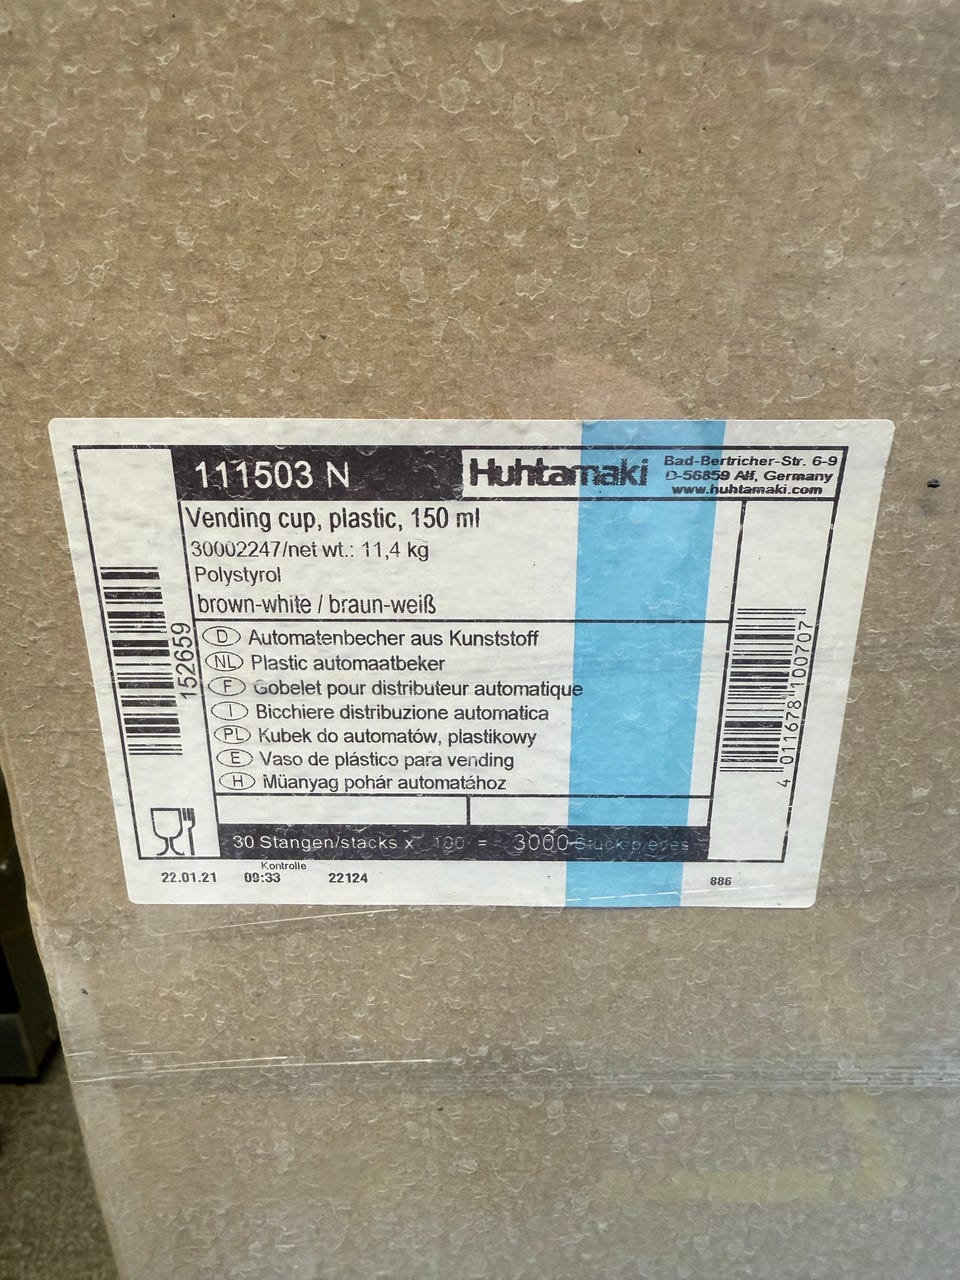 111503 N
Huhtamaki
Bad-Bertricher-Str. 6-9
D-56859 Alf, Germany
www.huhtamaki.com
Vending cup, plastic, 150 ml
30002247/net wt.: 11,4 kg
Polystyrol
brown-white / braun-weiß
152659
D Automatenbecher aus Kunststoff
NL Plastic automaatbeker
F Gobelet pour distributeur automatique
I Bicchiere distribuzione automatica
PL Kubek do automatów, plastikowy
E Vaso de plástico para vending
H Müanyag pohár automatához
4 011678 100707
30 Stangen/stacks x 100 = 3000 Stück/pieces
Kontrolle
22.01.21 09:33 22124 886